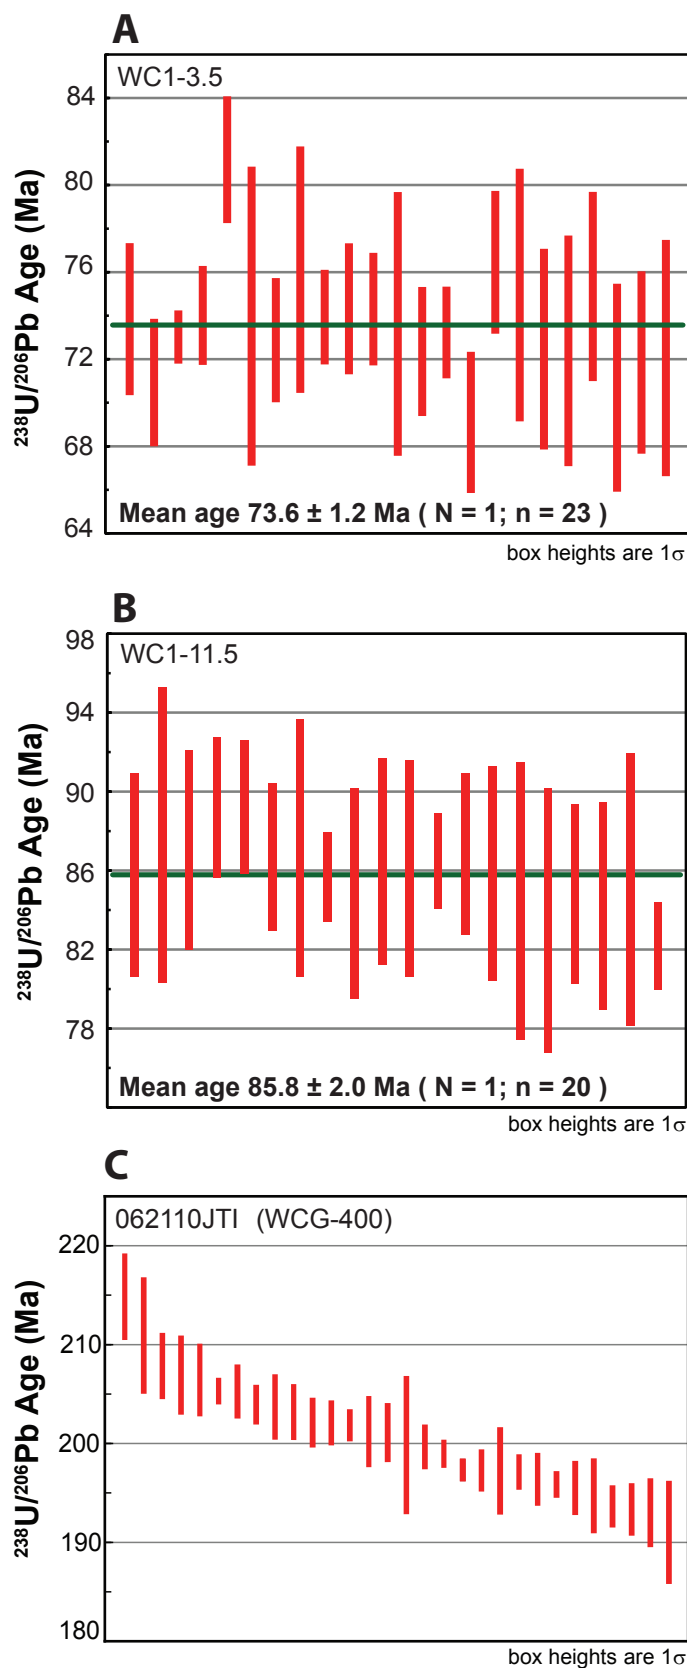 A
WC1-3.5
84
80
76
72
68
64
²³⁸U/²⁰⁶Pb Age (Ma)
Mean age 73.6 ± 1.2 Ma ( N = 1; n = 23 )
box heights are 1σ
B
WC1-11.5
98
94
90
86
82
78
²³⁸U/²⁰⁶Pb Age (Ma)
Mean age 85.8 ± 2.0 Ma ( N = 1; n = 20 )
box heights are 1σ
C
062110JTI (WCG-400)
220
210
200
190
180
²³⁸U/²⁰⁶Pb Age (Ma)
box heights are 1σ